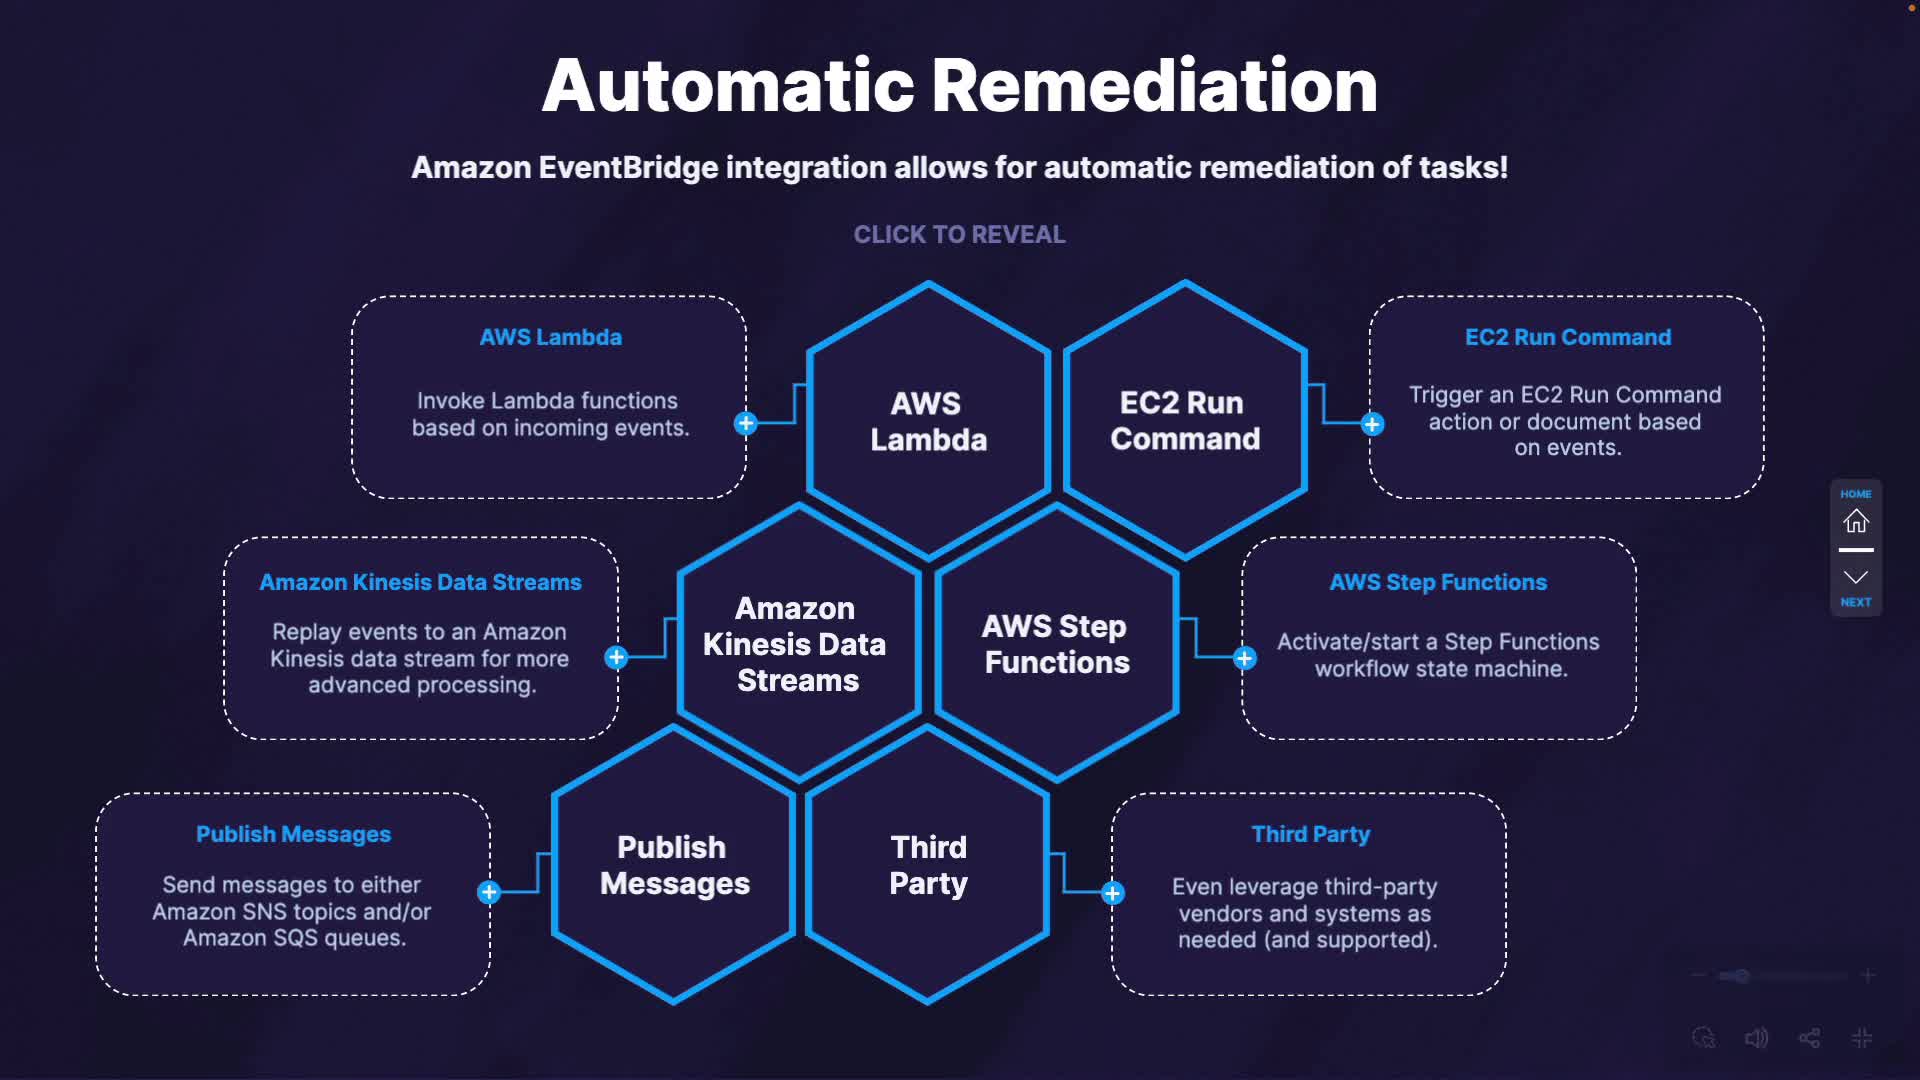 Automatic Remediation
Amazon EventBridge integration allows for automatic remediation of tasks!
CLICK TO REVEAL
AWS Lambda
Invoke Lambda functions
based on incoming events.
AWS
Lambda
EC2 Run
Command
EC2 Run Command
Trigger an EC2 Run Command
action or document based
on events.
Amazon Kinesis Data Streams
Replay events to an Amazon
Kinesis data stream for more
advanced processing.
Amazon
Kinesis Data
Streams
AWS Step
Functions
AWS Step Functions
Activate/start a Step Functions
workflow state machine.
Publish Messages
Send messages to either
Amazon SNS topics and/or
Amazon SQS queues.
Publish
Messages
Third
Party
Third Party
Even leverage third-party
vendors and systems as
needed (and supported).
HOME
NEXT